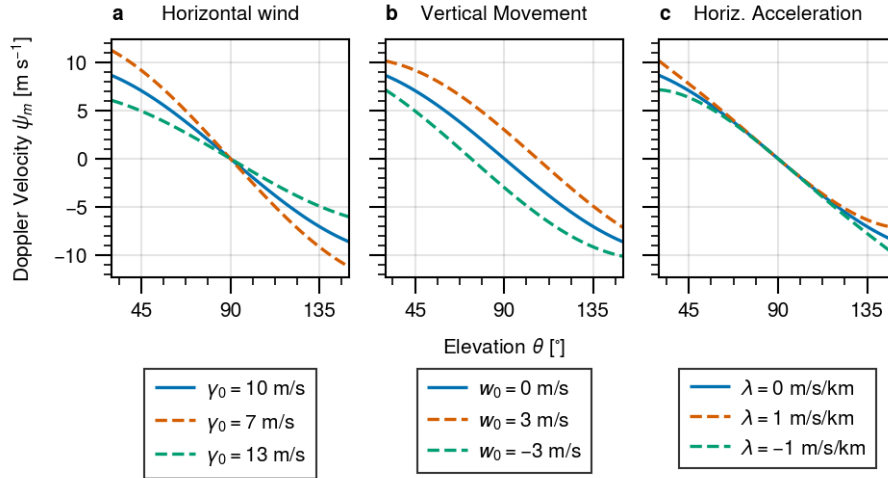 a Horizontal wind
b Vertical Movement
c Horiz. Acceleration
Doppler Velocity ψₘ [m s⁻¹]
10
5
0
−5
−10
45 90 135
45 90 135
45 90 135
Elevation θ [°]
γ₀ = 10 m/s
γ₀ = 7 m/s
γ₀ = 13 m/s
w₀ = 0 m/s
w₀ = 3 m/s
w₀ = −3 m/s
λ = 0 m/s/km
λ = 1 m/s/km
λ = −1 m/s/km